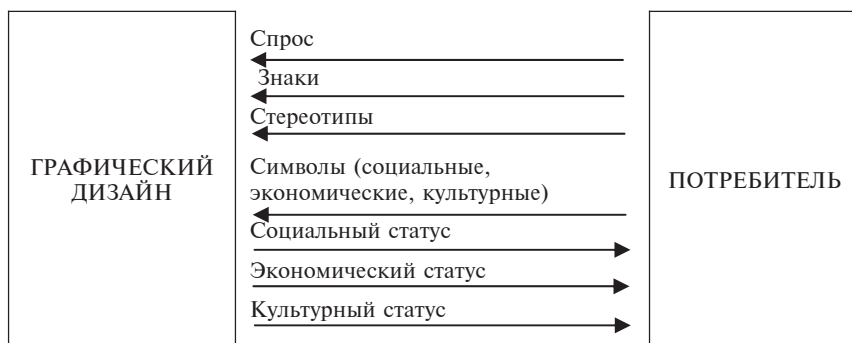 Спрос
Знаки
Стереотипы
ГРАФИЧЕСКИЙ
ДИЗАЙН
Символы (социальные,
экономические, культурные)
ПОТРЕБИТЕЛЬ
Социальный статус
Экономический статус
Культурный статус